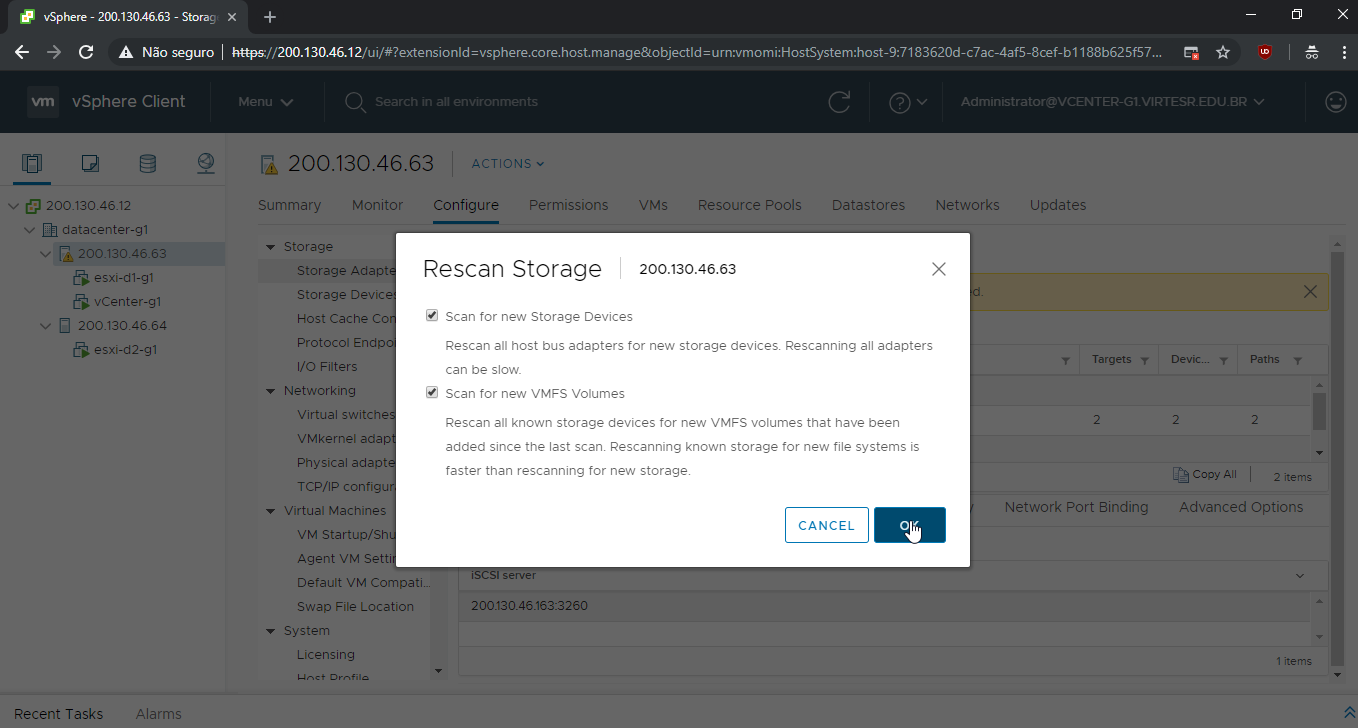 vSphere - 200.130.46.63 - Storag
Não seguro
https://200.130.46.12/ui/#?extensionId=vsphere.core.host.manage&objectId=urn:vmomi:HostSystem:host-9:7183620d-c7ac-4af5-8cef-b1188b625f57...
vm vSphere Client
Menu
Search in all environments
Administrator@VCENTER-G1.VIRTESR.EDU.BR
200.130.46.12
datacenter-g1
200.130.46.63
esxi-d1-g1
vCenter-g1
200.130.46.64
esxi-d2-g1
200.130.46.63
ACTIONS
Summary Monitor Configure Permissions VMs Resource Pools Datastores Networks Updates
Storage
Storage Adapte
Storage Devices
Host Cache Con
Protocol Endpo
I/O Filters
Networking
Virtual switches
VMkernel adapt
Physical adapte
TCP/IP configura
Virtual Machines
VM Startup/Shu
Agent VM Settin
Default VM Compati...
Swap File Location
System
Licensing
Host Profile
Rescan Storage
200.130.46.63
Scan for new Storage Devices
Rescan all host bus adapters for new storage devices. Rescanning all adapters
can be slow.
Scan for new VMFS Volumes
Rescan all known storage devices for new VMFS volumes that have been
added since the last scan. Rescanning known storage for new file systems is
faster than rescanning for new storage.
CANCEL
OK
ed.
Targets Devic... Paths
2 2 2
Copy All
2 items
Network Port Binding Advanced Options
iSCSI server
200.130.46.163:3260
1 items
Recent Tasks Alarms